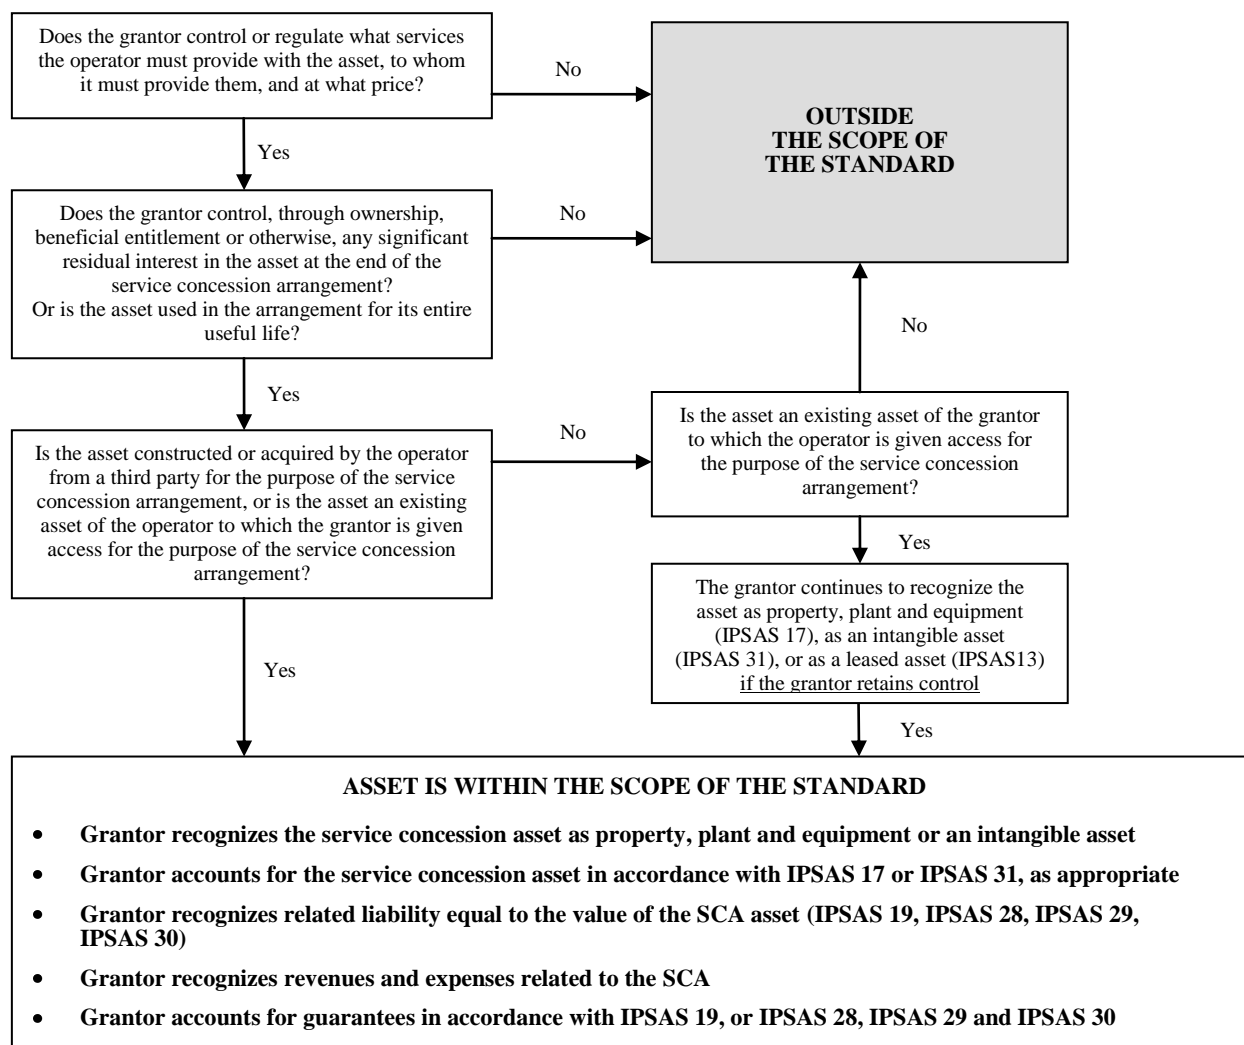 Does the grantor control or regulate what services
the operator must provide with the asset, to whom
it must provide them, and at what price?
No
OUTSIDE
THE SCOPE OF
THE STANDARD
Yes
Does the grantor control, through ownership,
beneficial entitlement or otherwise, any significant
residual interest in the asset at the end of the
service concession arrangement?
Or is the asset used in the arrangement for its entire
useful life?
No
No
Yes
Is the asset constructed or acquired by the operator
from a third party for the purpose of the service
concession arrangement, or is the asset an existing
asset of the operator to which the grantor is given
access for the purpose of the service concession
arrangement?
No
Is the asset an existing asset of the grantor
to which the operator is given access for
the purpose of the service concession
arrangement?
Yes
The grantor continues to recognize the
asset as property, plant and equipment
(IPSAS 17), as an intangible asset
(IPSAS 31), or as a leased asset (IPSAS13)
if the grantor retains control
Yes
Yes
ASSET IS WITHIN THE SCOPE OF THE STANDARD
• Grantor recognizes the service concession asset as property, plant and equipment or an intangible asset
• Grantor accounts for the service concession asset in accordance with IPSAS 17 or IPSAS 31, as appropriate
• Grantor recognizes related liability equal to the value of the SCA asset (IPSAS 19, IPSAS 28, IPSAS 29,
IPSAS 30)
• Grantor recognizes revenues and expenses related to the SCA
• Grantor accounts for guarantees in accordance with IPSAS 19, or IPSAS 28, IPSAS 29 and IPSAS 30